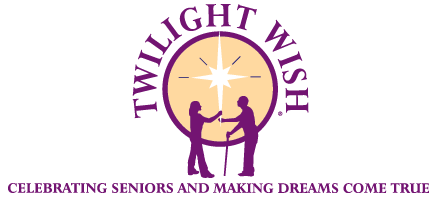 TWILIGHT WISH ®
CELEBRATING SENIORS AND MAKING DREAMS COME TRUE